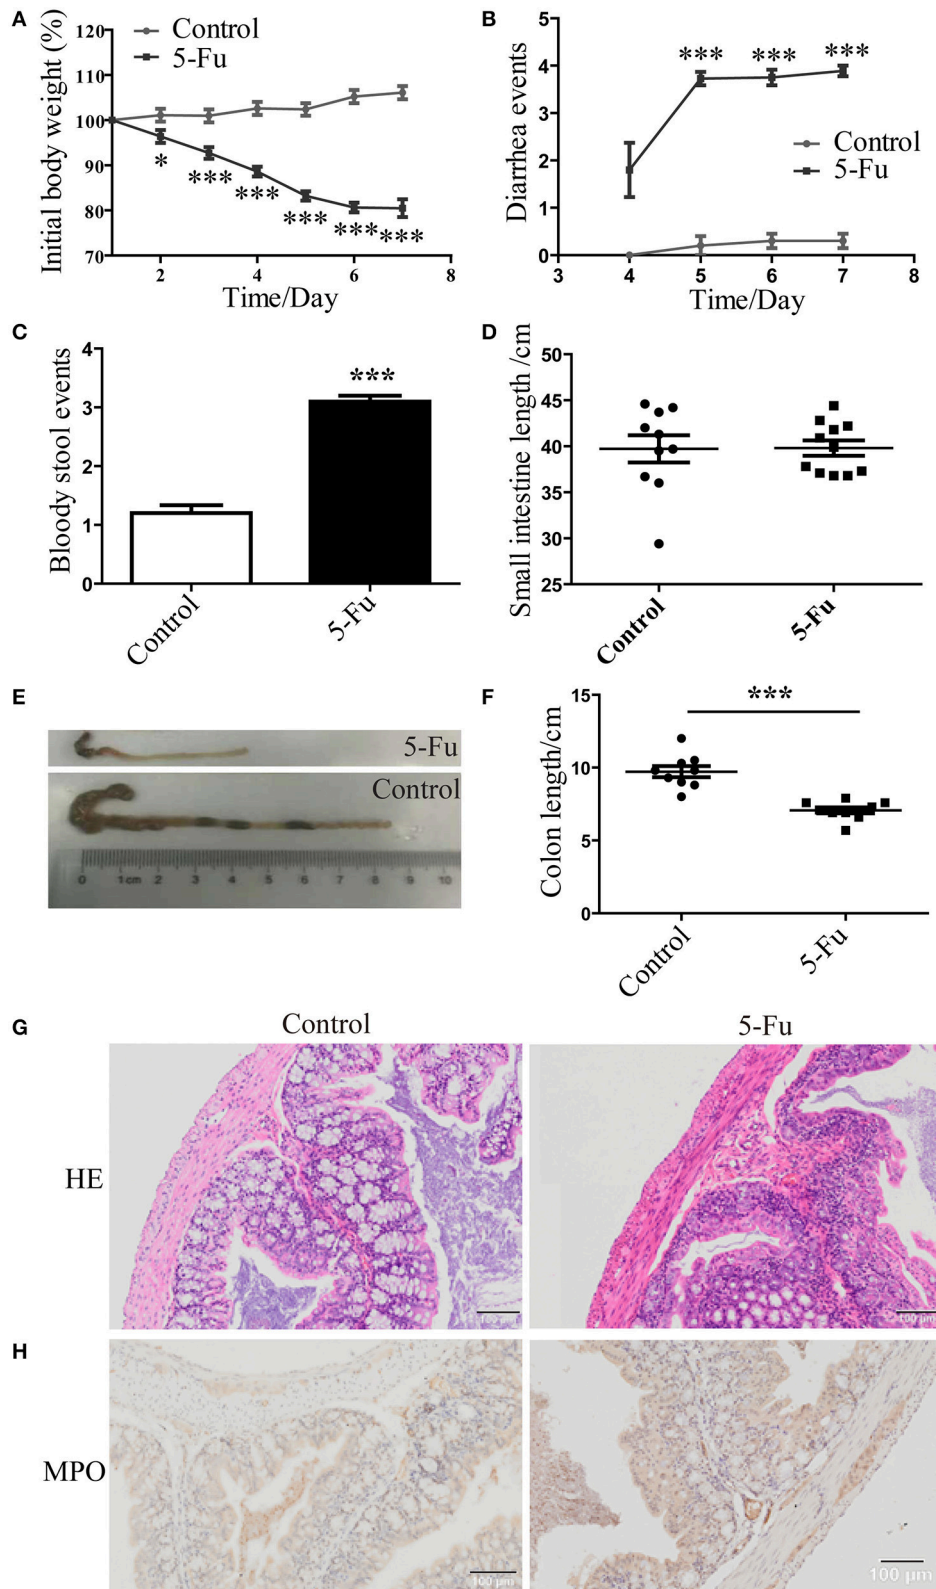 A
Initial body weight (%)
120
110
100
90
80
70
2
4
6
8
Time/Day
Control
5-Fu
*
***
***
***
***
***
B
Diarrhea events
5
4
3
2
1
0
3
4
5
6
7
8
Time/Day
***
***
***
Control
5-Fu
C
Bloody stool events
4
3
2
1
0
***
Control
5-Fu
D
Small intestine length /cm
50
45
40
35
30
25
Control
5-Fu
E
5-Fu
Control
0 1cm 2 3 4 5 6 7 8 9 10
F
Colon length/cm
15
10
5
0
***
Control
5-Fu
G
Control
5-Fu
HE
100 μm
100 μm
H
MPO
100 μm
100 μm